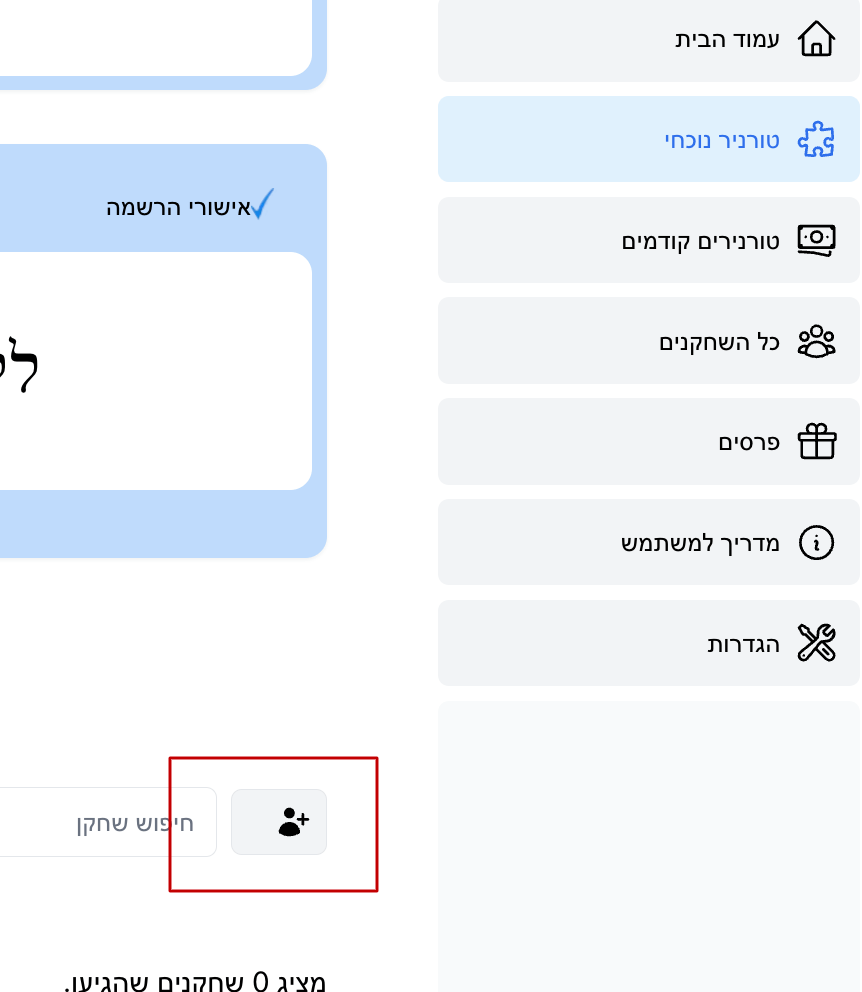 עמוד הבית
טורניר נוכחי
טורנירים קודמים
כל השחקנים
פרסים
מדריך למשתמש
הגדרות
אישורי הרשמה
חיפוש שחקן
מציג 0 שחקנים שהגיעו.